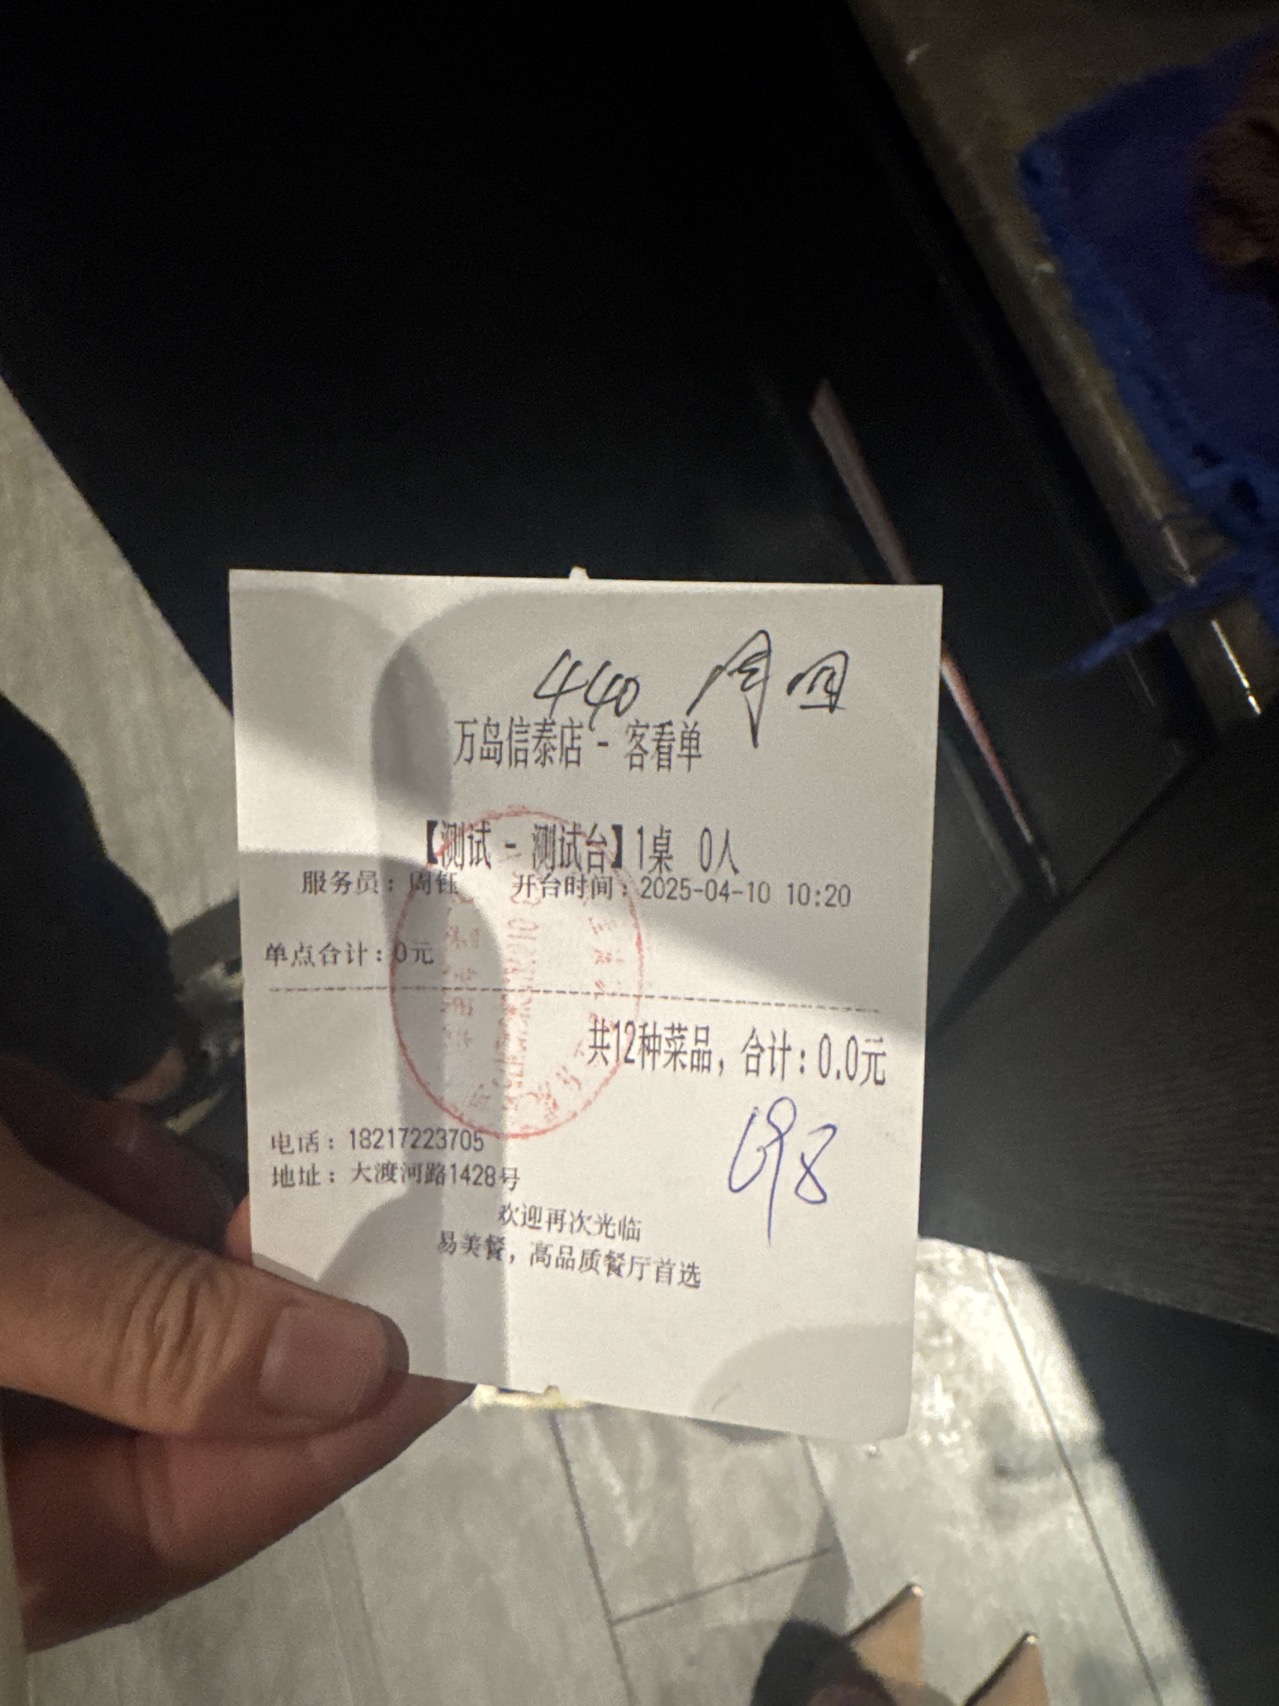 440
万岛信泰店 - 客看单
【测试 - 测试台】1桌 0人
服务员：周钰 开台时间：2025-04-10 10:20
单点合计：0元
共12种菜品，合计：0.0元
电话：18217223705
地址：大渡河路1428号
欢迎再次光临
易美餐，高品质餐厅首选